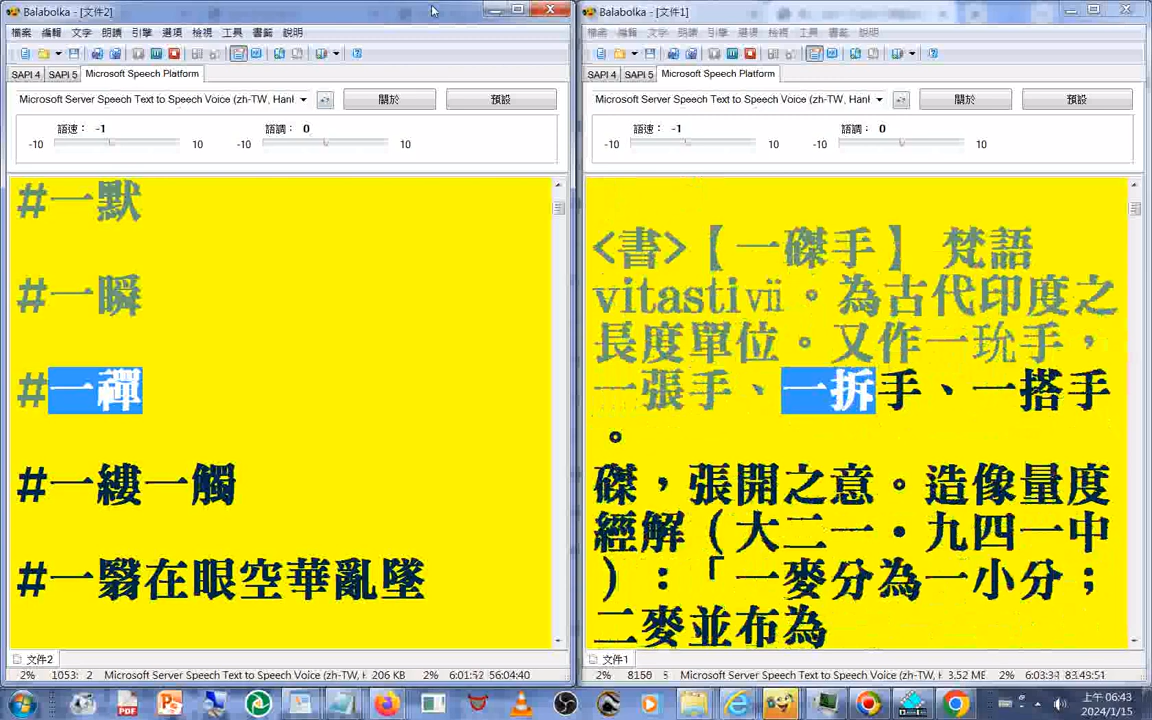 Balabolka - [文件2]
檔案 編輯 文字 朗讀 引擎 選項 檢視 工具 書籤 說明
SAPI 4 SAPI 5 Microsoft Speech Platform
Microsoft Server Speech Text to Speech Voice (zh-TW, Hanl
關於
預設
語速： -1
語調： 0
-10
10
-10
10
#一默
#一瞬
#一禪
#一縷一觸
#一翳在眼空華亂墜
文件2
2% 1053: 2 Microsoft Server Speech Text to Speech Voice 206 KB 2% 6:01:52 56:04:40
Balabolka - [文件1]
檔案 編輯 文字 朗讀 引擎 選項 檢視 工具 書籤 說明
SAPI 4 SAPI 5 Microsoft Speech Platform
Microsoft Server Speech Text to Speech Voice (zh-TW, Hanl
關於
預設
語速： -1
語調： 0
-10
10
-10
10
<書>【一磔手】 梵語
vitastivⅱ。為古代印度之
長度單位。又作一𤥨手，
一張手、一拆手、一搭手
。
磔，張開之意。造像量度
經解（大二一．九四一中
）：「一麥分為一小分；
二麥並布為
文件1
2% Microsoft Server Speech Text to Speech Voice 3.52 ME 2%
上午 06:43
2024/1/15